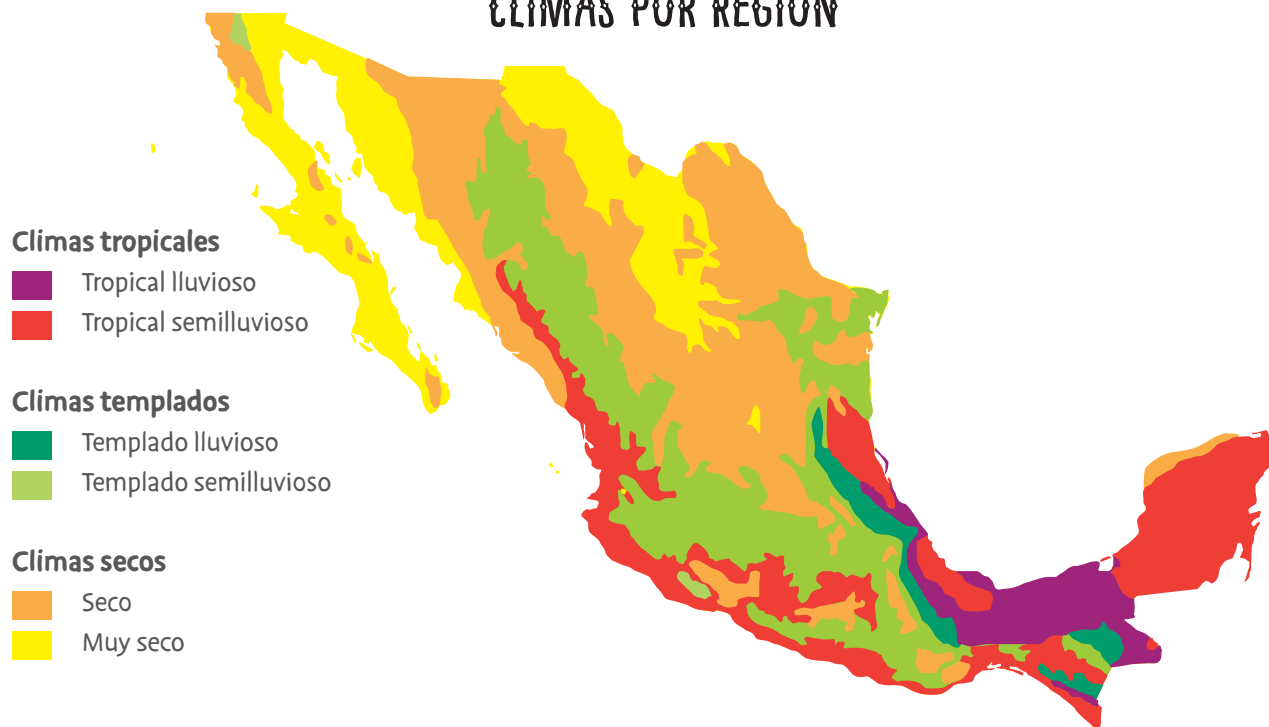 CLIMAS POR REGIÓN
Climas tropicales
Tropical lluvioso
Tropical semilluvioso
Climas templados
Templado lluvioso
Templado semilluvioso
Climas secos
Seco
Muy seco